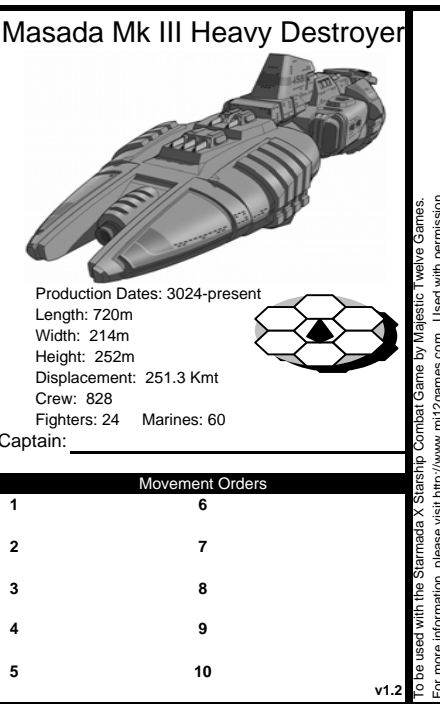 Masada Mk III Heavy Destroyer
Production Dates: 3024-present
Length: 720m
Width: 214m
Height: 252m
Displacement: 251.3 Kmt
Crew: 828
Fighters: 24 Marines: 60
Captain:
Movement Orders
1 6
2 7
3 8
4 9
5 10
v1.2
To be used with the Starmada X Starship Combat Game by Majestic Twelve Games.
For more information, please visit http://www.mj12games.com. Used with permission